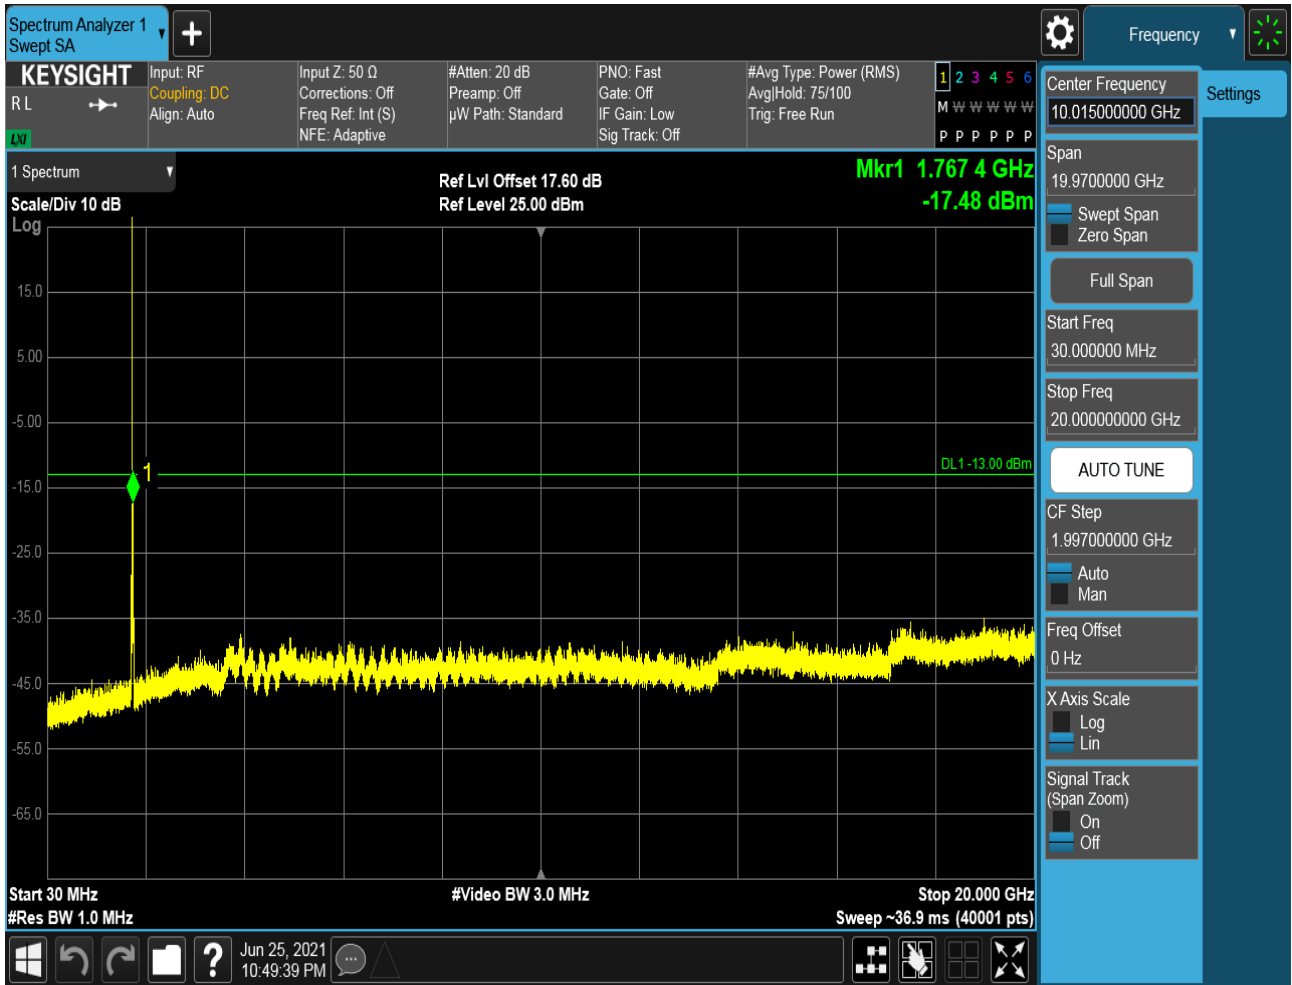 Spectrum Analyzer 1
Swept SA
+
Frequency
KEYSIGHT
R L
LXI
Input: RF
Coupling: DC
Align: Auto
Input Z: 50 Ω
Corrections: Off
Freq Ref: Int (S)
NFE: Adaptive
#Atten: 20 dB
Preamp: Off
µW Path: Standard
PNO: Fast
Gate: Off
IF Gain: Low
Sig Track: Off
#Avg Type: Power (RMS)
Avg|Hold: 75/100
Trig: Free Run
1 2 3 4 5 6
M W W W W W
P P P P P P
1 Spectrum
Scale/Div 10 dB
Log
Ref Lvl Offset 17.60 dB
Ref Level 25.00 dBm
Mkr1 1.767 4 GHz
-17.48 dBm
15.0
5.00
-5.00
-15.0
-25.0
-35.0
-45.0
-55.0
-65.0
1
DL1 -13.00 dBm
Start 30 MHz
#Res BW 1.0 MHz
#Video BW 3.0 MHz
Stop 20.000 GHz
Sweep ~36.9 ms (40001 pts)
Center Frequency
10.015000000 GHz
Settings
Span
19.9700000 GHz
Swept Span
Zero Span
Full Span
Start Freq
30.000000 MHz
Stop Freq
20.000000000 GHz
AUTO TUNE
CF Step
1.997000000 GHz
Auto
Man
Freq Offset
0 Hz
X Axis Scale
Log
Lin
Signal Track
(Span Zoom)
On
Off
?
Jun 25, 2021
10:49:39 PM